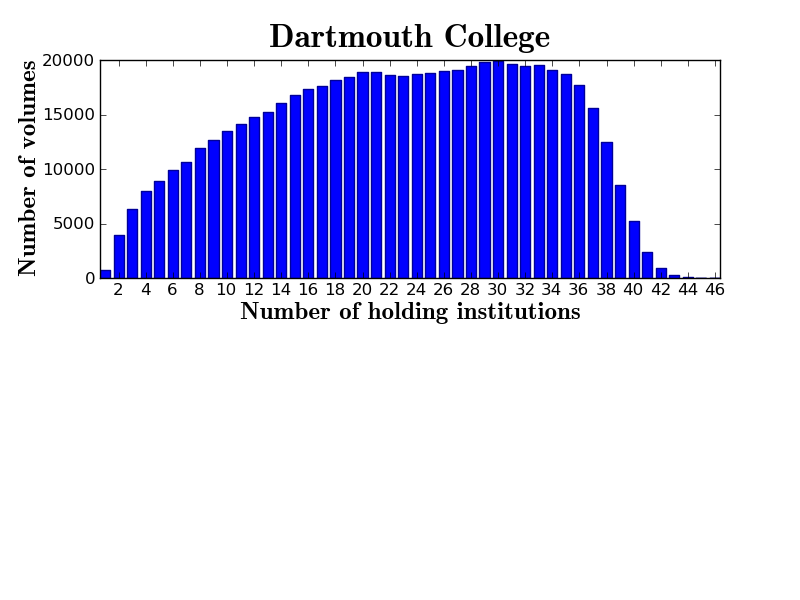 Dartmouth College
Number of volumes
20000
15000
10000
5000
0
2 4 6 8 10 12 14 16 18 20 22 24 26 28 30 32 34 36 38 40 42 44 46
Number of holding institutions